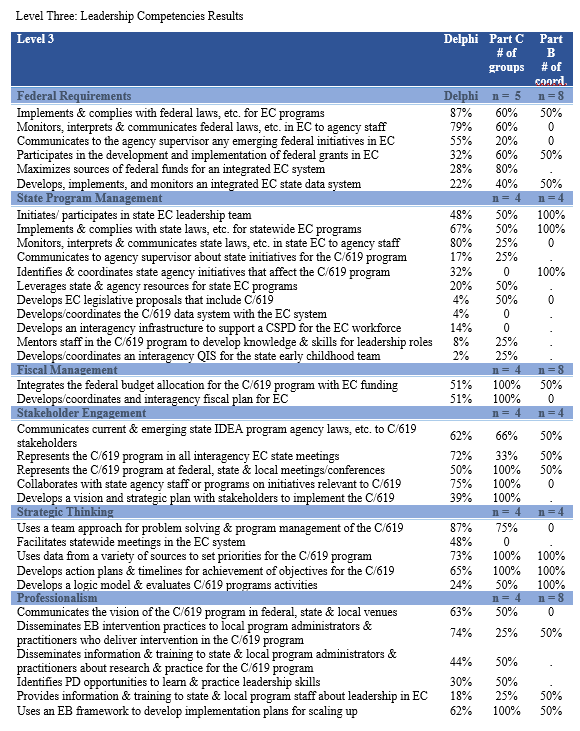 Level Three: Leadership Competencies Results
Level 3 Delphi Part C Part
# of B
groups # of
coord.
Federal Requirements Delphi n = 5 n = 8
Implements & complies with federal laws, etc. for EC programs 87% 60% 50%
Monitors, interprets & communicates federal laws, etc. in EC to agency staff 79% 60% 0
Communicates to the agency supervisor any emerging federal initiatives in EC 55% 20% 0
Participates in the development and implementation of federal grants in EC 32% 60% 50%
Maximizes sources of federal funds for an integrated EC system 28% 80% .
Develops, implements, and monitors an integrated EC state data system 22% 40% 50%
State Program Management n = 4 n = 4
Initiates/ participates in state EC leadership team 48% 50% 100%
Implements & complies with state laws, etc. for statewide EC programs 67% 50% 100%
Monitors, interprets & communicates state laws, etc. in state EC to agency staff 80% 25% 0
Communicates to agency supervisor about state initiatives for the C/619 program 17% 25% .
Identifies & coordinates state agency initiatives that affect the C/619 program 32% 0 100%
Leverages state & agency resources for state EC programs 20% 50% .
Develops EC legislative proposals that include C/619 4% 50% 0
Develops/coordinates the C/619 data system with the EC system 4% 0 .
Develops an interagency infrastructure to support a CSPD for the EC workforce 14% 0 .
Mentors staff in the C/619 program to develop knowledge & skills for leadership roles 8% 25% .
Develops/coordinates an interagency QIS for the state early childhood team 2% 25% .
Fiscal Management n = 4 n = 8
Integrates the federal budget allocation for the C/619 program with EC funding 51% 100% 50%
Develops/coordinates and interagency fiscal plan for EC 51% 100% 0
Stakeholder Engagement n = 4 n = 4
Communicates current & emerging state IDEA program agency laws, etc. to C/619
stakeholders 62% 66% 50%
Represents the C/619 program in all interagency EC state meetings 72% 33% 50%
Represents the C/619 program at federal, state & local meetings/conferences 50% 100% 50%
Collaborates with state agency staff or programs on initiatives relevant to C/619 75% 100% 0
Develops a vision and strategic plan with stakeholders to implement the C/619 39% 100% .
Strategic Thinking n = 4 n = 4
Uses a team approach for problem solving & program management of the C/619 87% 75% 0
Facilitates statewide meetings in the EC system 48% 0 .
Uses data from a variety of sources to set priorities for the C/619 program 73% 100% 100%
Develops action plans & timelines for achievement of objectives for the C/619 65% 100% 100%
Develops a logic model & evaluates C/619 programs activities 24% 50% 100%
Professionalism n = 4 n = 8
Communicates the vision of the C/619 program in federal, state & local venues 63% 50% 0
Disseminates EB intervention practices to local program administrators &
practitioners who deliver intervention in the C/619 program 74% 25% 50%
Disseminates information & training to state & local program administrators &
practitioners about research & practice for the C/619 program 44% 50% .
Identifies PD opportunities to learn & practice leadership skills 30% 50% .
Provides information & training to state & local program staff about leadership in EC 18% 25% 50%
Uses an EB framework to develop implementation plans for scaling up 62% 100% 50%